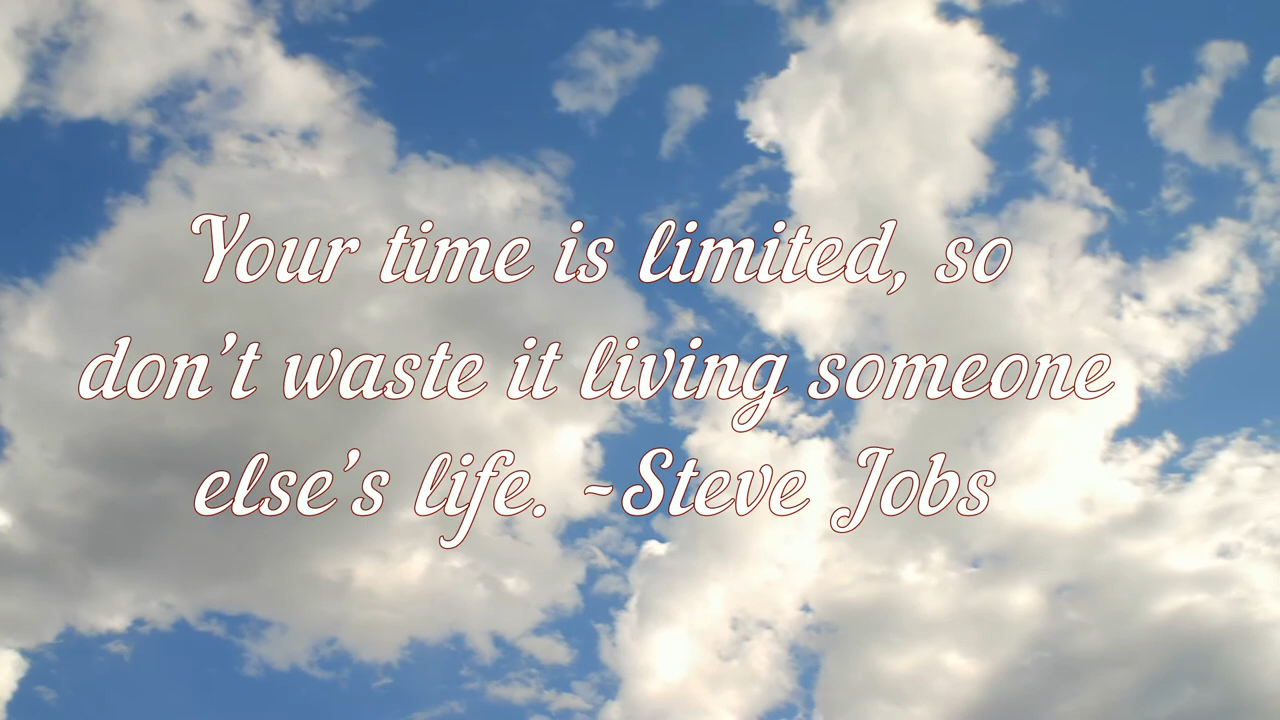 Your time is limited, so
don't waste it living someone
else's life. ~Steve Jobs